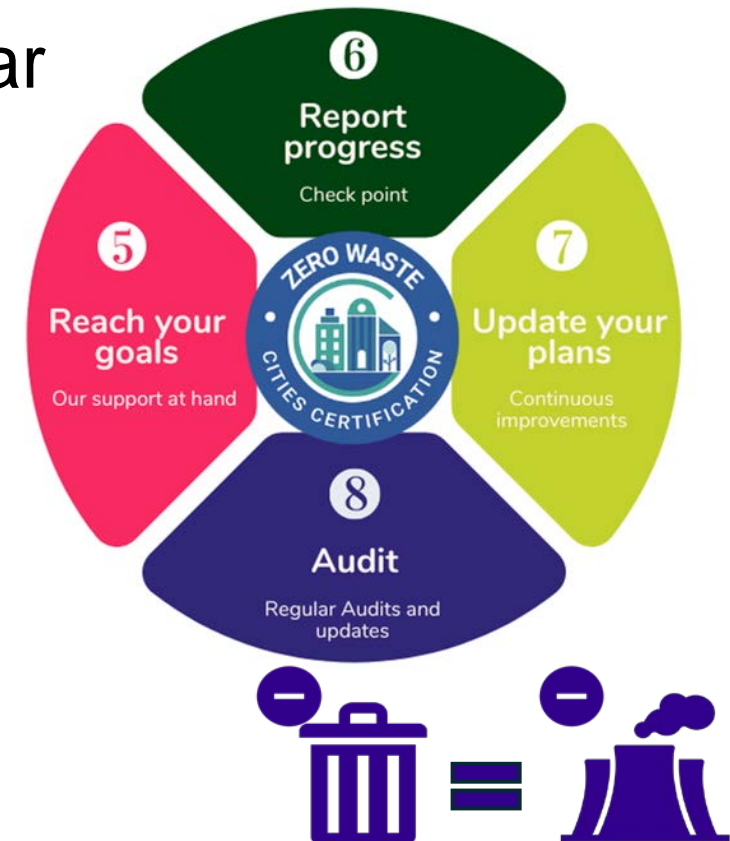 ar
6
Report
progress
Check point
5
Reach your
goals
Our support at hand
ZERO WASTE
CITIES CERTIFICATION
7
Update your
plans
Continuous
improvements
8
Audit
Regular Audits and
updates
=